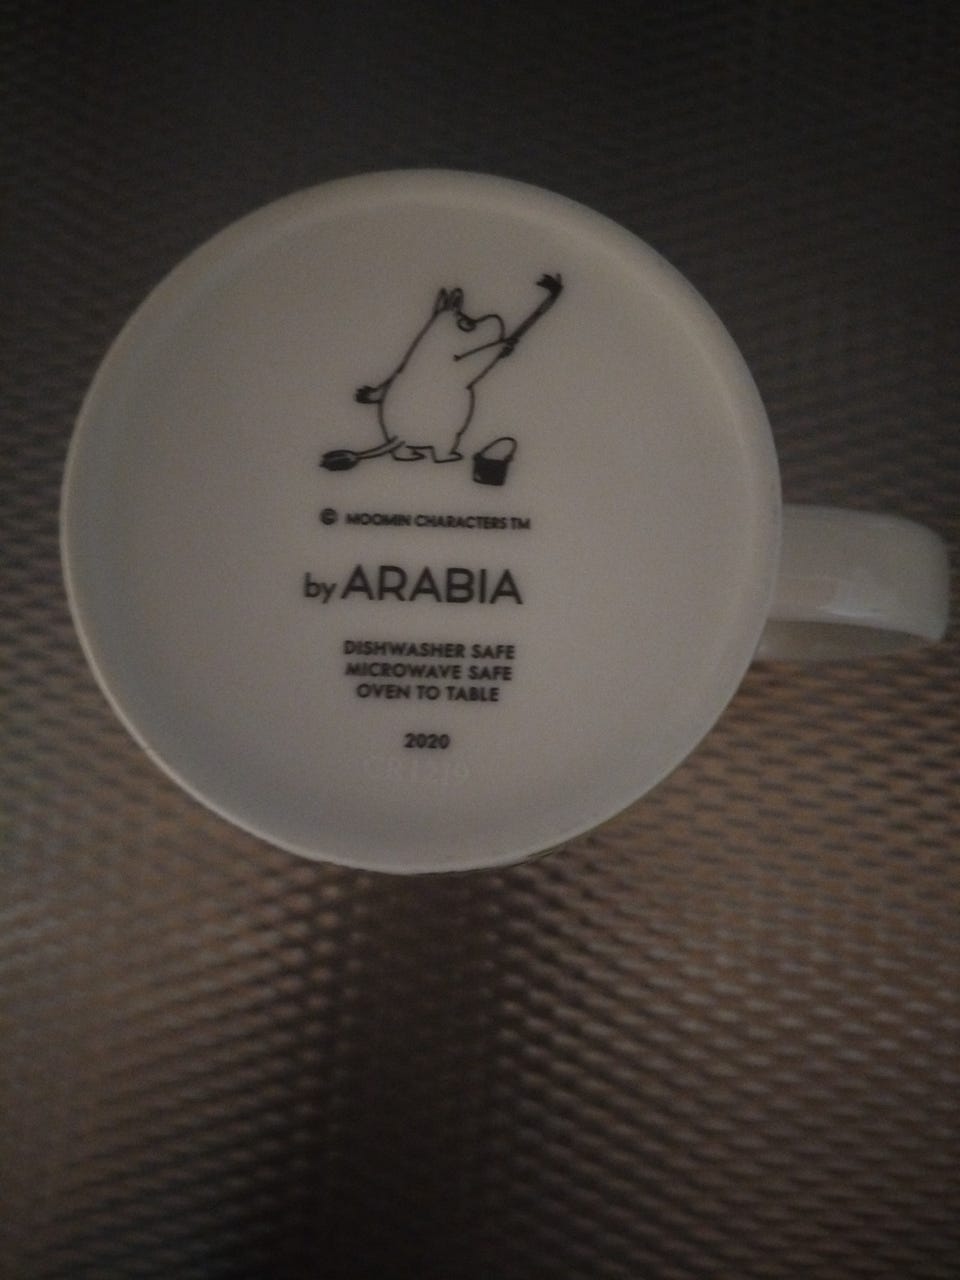 © MOOMIN CHARACTERS TM
by ARABIA
DISHWASHER SAFE
MICROWAVE SAFE
OVEN TO TABLE
2020